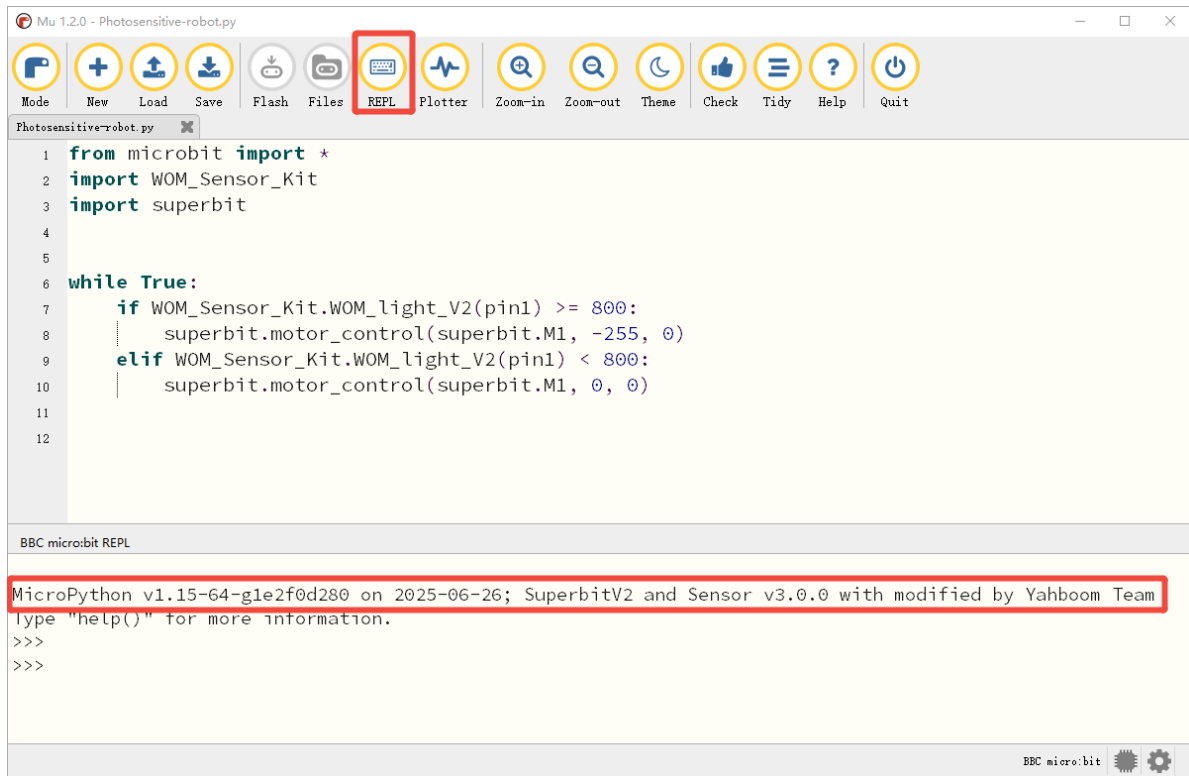 Mu 1.2.0 - Photosensitive-robot.py
Mode New Load Save Flash Files REPL Plotter Zoom-in Zoom-out Theme Check Tidy Help Quit
Photosensitive-robot.py
1 from microbit import *
2 import WOM_Sensor_Kit
3 import superbit
4
5
6 while True:
7     if WOM_Sensor_Kit.WOM_light_V2(pin1) >= 800:
8         superbit.motor_control(superbit.M1, -255, 0)
9     elif WOM_Sensor_Kit.WOM_light_V2(pin1) < 800:
10         superbit.motor_control(superbit.M1, 0, 0)
11
12
BBC micro:bit REPL
MicroPython v1.15-64-g1e2f0d280 on 2025-06-26; SuperbitV2 and Sensor v3.0.0 with modified by Yahboom Team
Type "help()" for more information.
>>>
>>>
BBC micro:bit